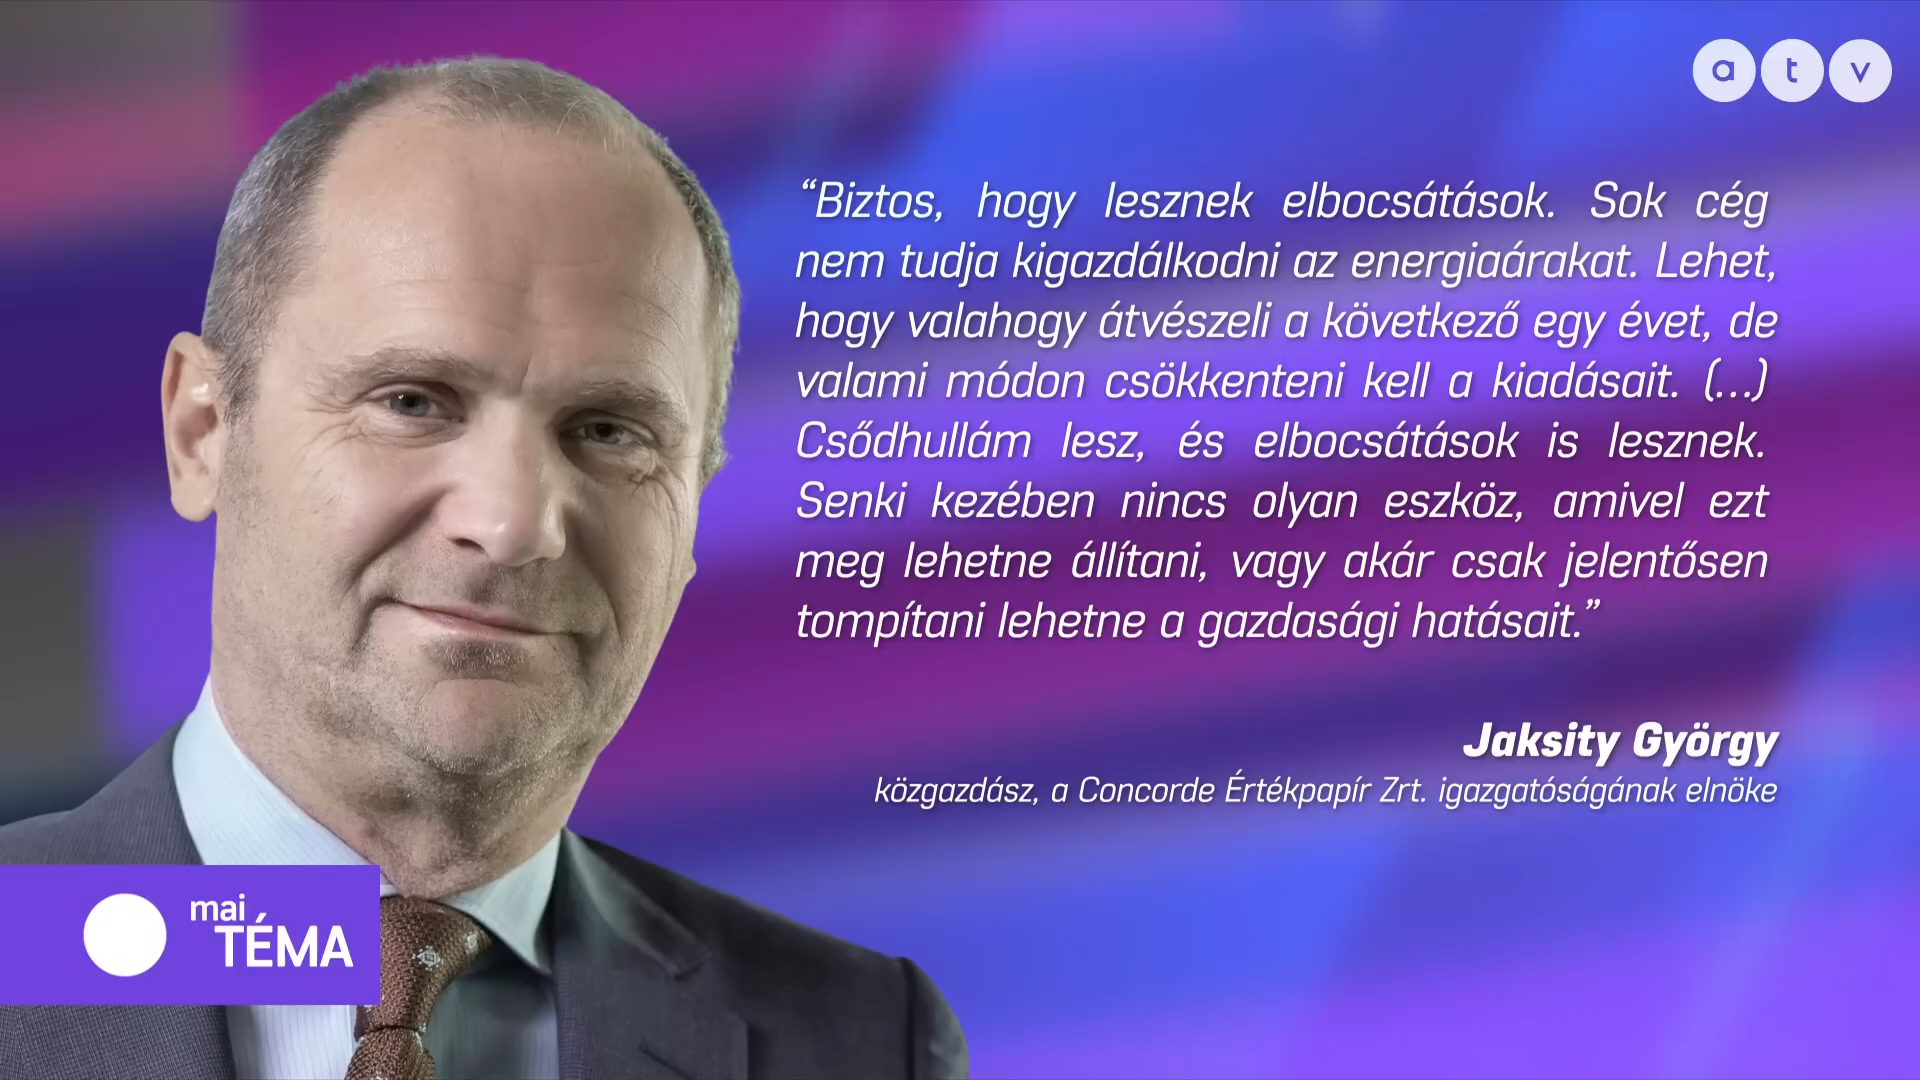 atv
“Biztos, hogy lesznek elbocsátások. Sok cég
nem tudja kigazdálkodni az energiaárakat. Lehet,
hogy valahogy átvészeli a következő egy évet, de
valami módon csökkenteni kell a kiadásait. (...)
Csődhullám lesz, és elbocsátások is lesznek.
Senki kezében nincs olyan eszköz, amivel ezt
meg lehetne állítani, vagy akár csak jelentősen
tompítani lehetne a gazdasági hatásait.”
Jaksity György
közgazdász, a Concorde Értékpapír Zrt. igazgatóságának elnöke
mai
TÉMA